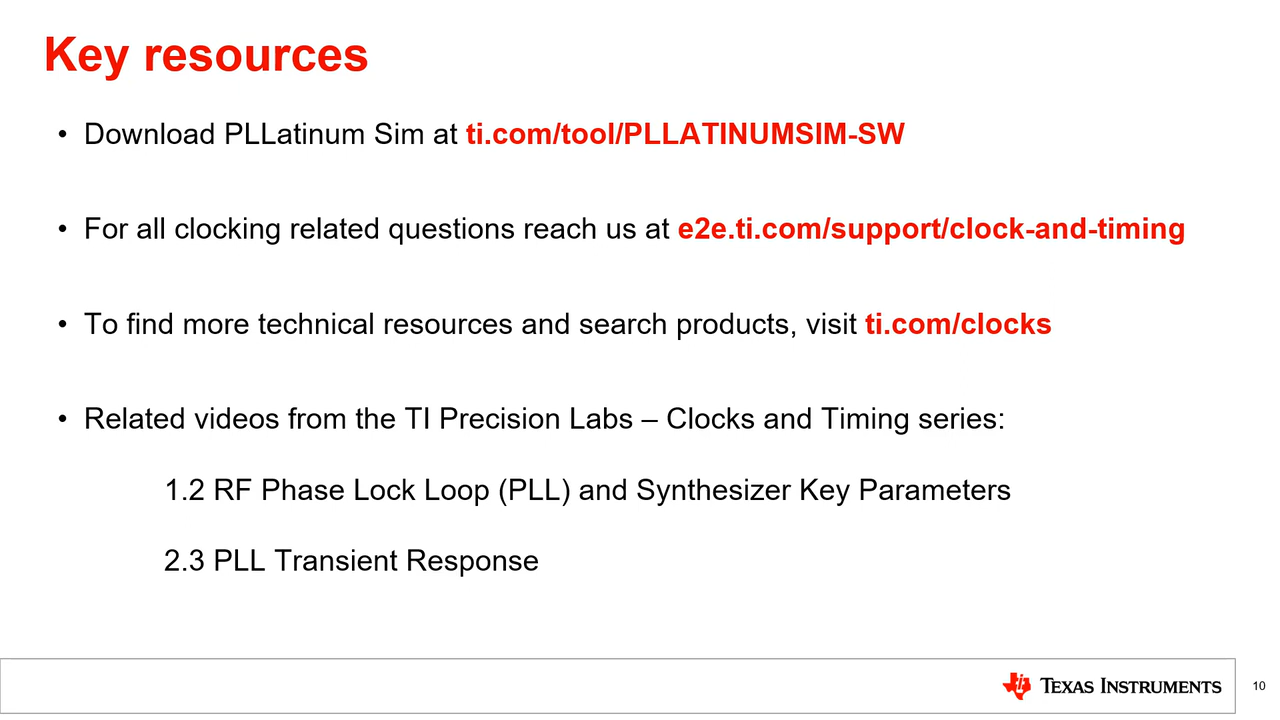 Key resources
• Download PLLatinum Sim at ti.com/tool/PLLATINUMSIM-SW
• For all clocking related questions reach us at e2e.ti.com/support/clock-and-timing
• To find more technical resources and search products, visit ti.com/clocks
• Related videos from the TI Precision Labs – Clocks and Timing series:
1.2 RF Phase Lock Loop (PLL) and Synthesizer Key Parameters
2.3 PLL Transient Response
TEXAS INSTRUMENTS
10